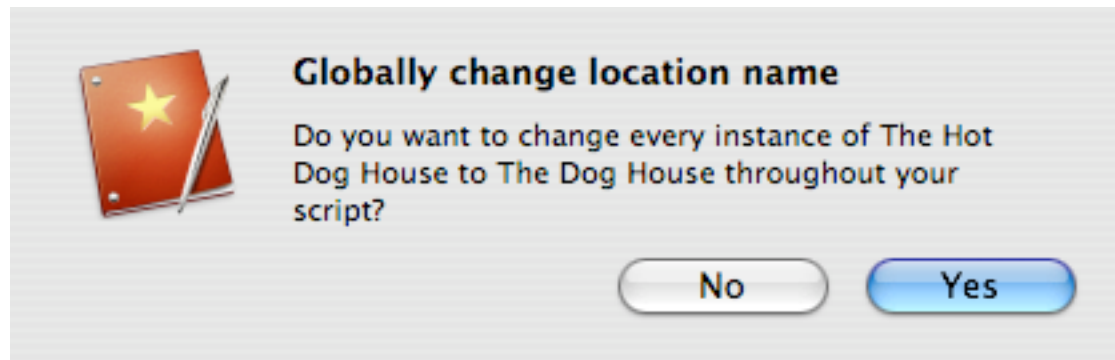 Globally change location name
Do you want to change every instance of The Hot
Dog House to The Dog House throughout your
script?
No
Yes